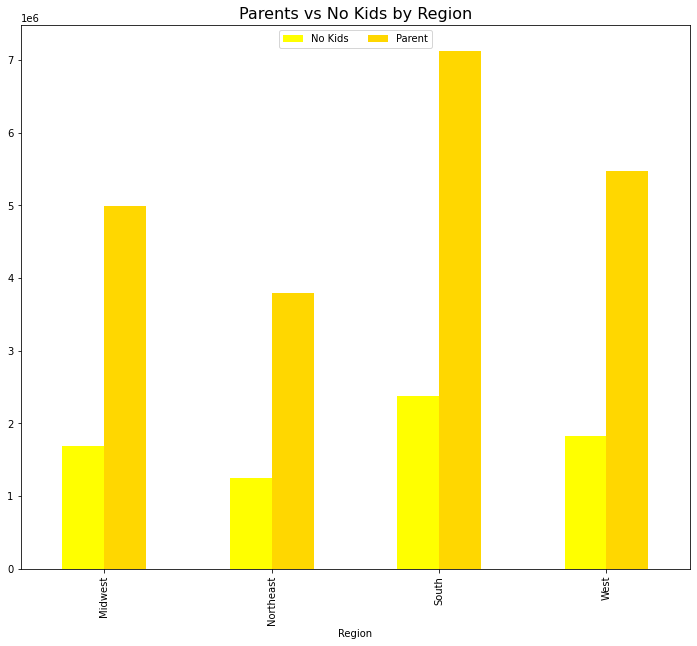 Parents vs No Kids by Region
1e6
No Kids
Parent
7
6
5
4
3
2
1
0
Midwest
Northeast
South
West
Region